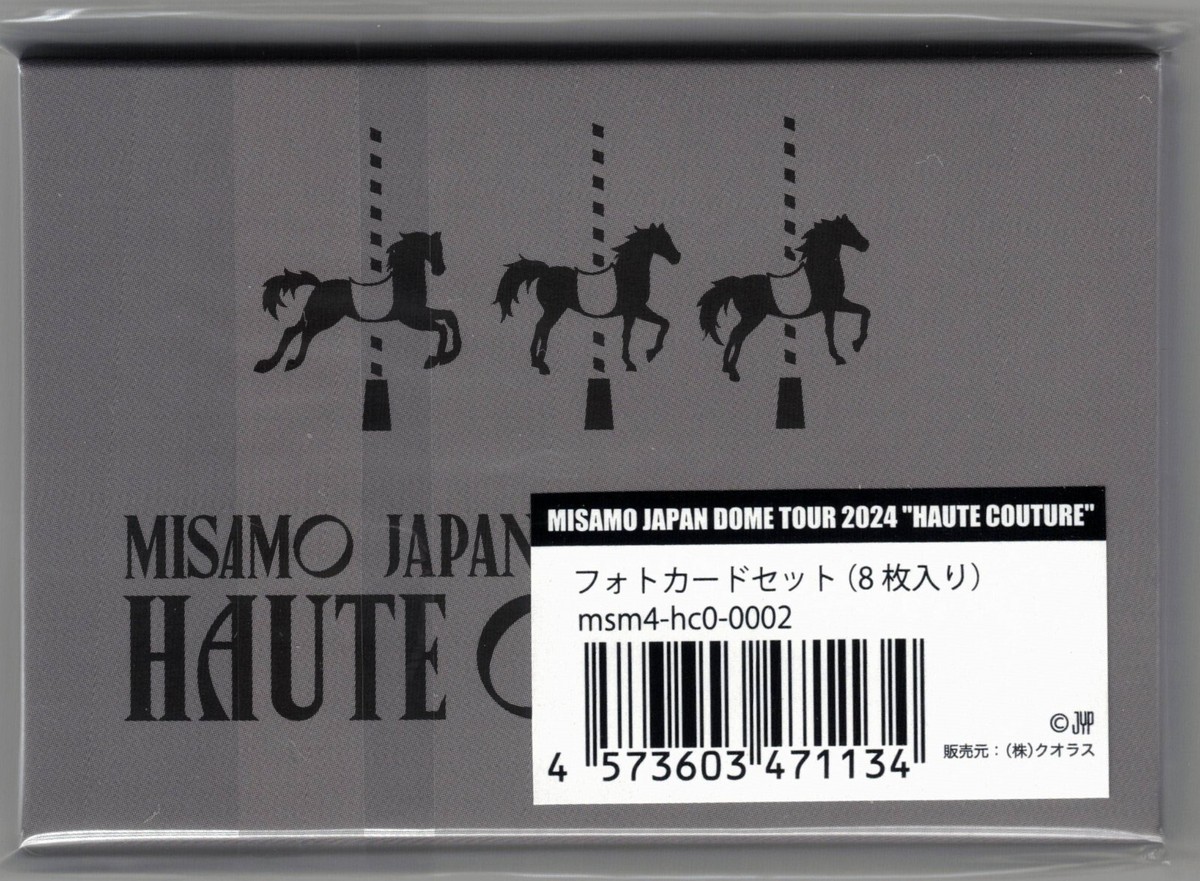 MISAMO JAPAN
HAUTE
MISAMO JAPAN DOME TOUR 2024 "HAUTE COUTURE"
フォトカードセット（8枚入り）
msm4-hc0-0002
4 573603 471134
© JYP
販売元：（株）クオラス